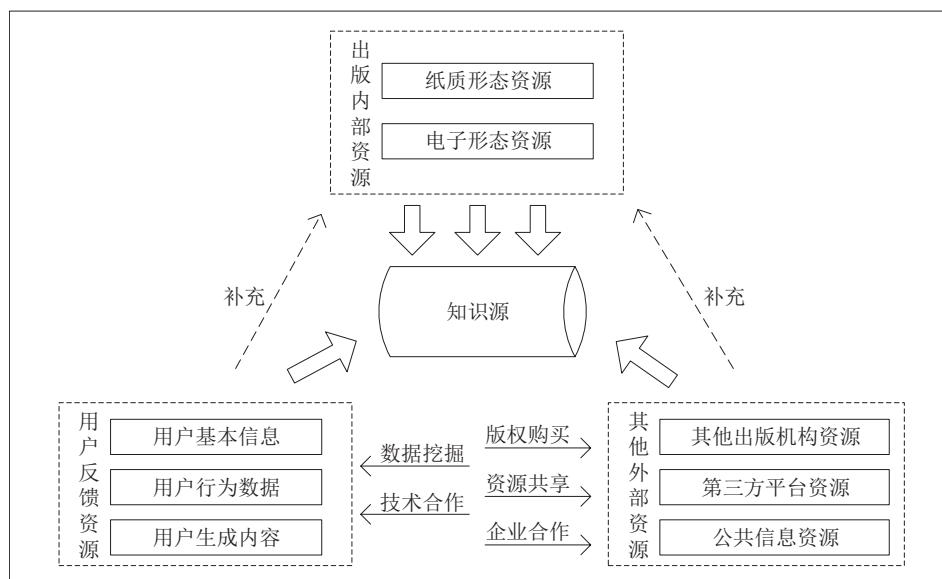 出版内部资源
纸质形态资源
电子形态资源
补充
知识源
补充
用户反馈资源
用户基本信息
用户行为数据
用户生成内容
数据挖掘
技术合作
版权购买
资源共享
企业合作
其他外部资源
其他出版机构资源
第三方平台资源
公共信息资源